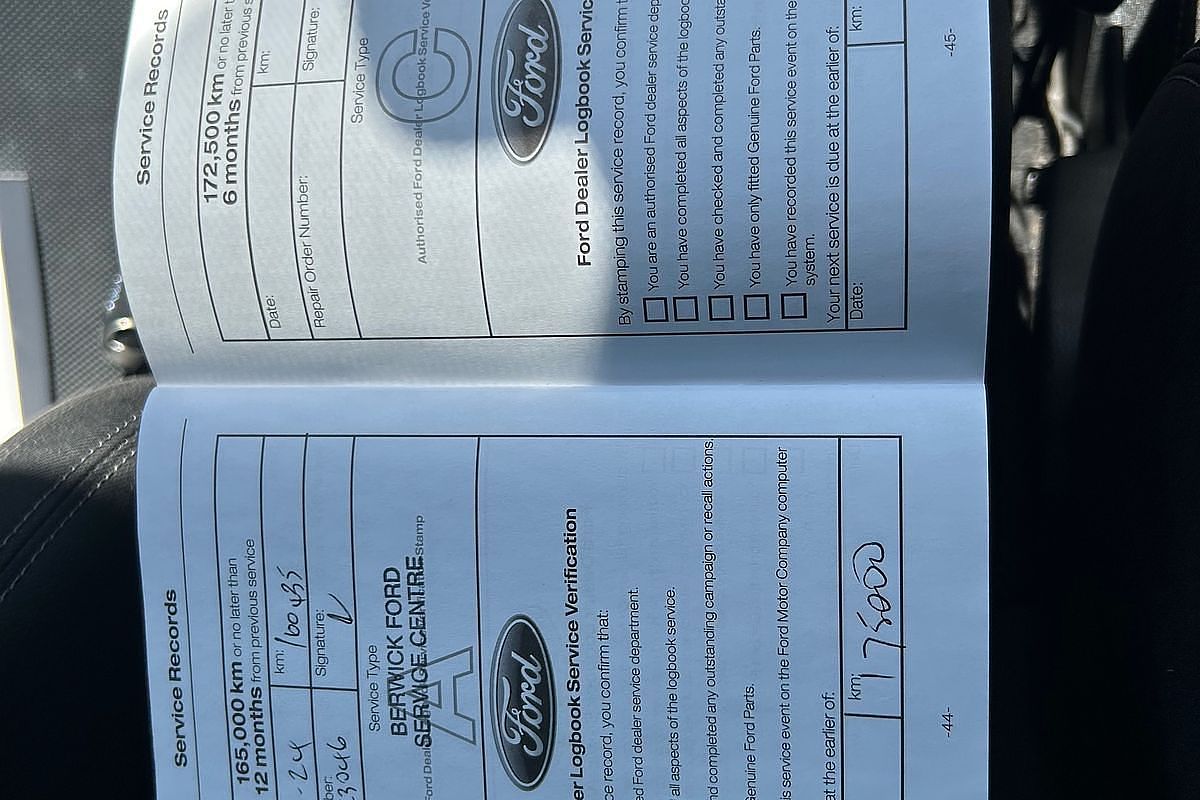 Service Records
165,000 km or no later than
12 months from previous service
-24
km: 160435
ber:
3046
Signature:
Service Type
A
BERWICK FORD
SERVICE CENTRE
Ford
er Logbook Service Verification
ce record, you confirm that:
ed Ford dealer service department.
all aspects of the logbook service.
nd completed any outstanding campaign or recall actions.
Genuine Ford Parts.
is service event on the Ford Motor Company computer
at the earlier of:
km: 175000
-44-
Service Records
172,500 km or no later t
6 months from previous s
Date:
km:
Repair Order Number:
Signature:
Service Type
C
Authorised Ford Dealer Logbook Service Ve
Ford
Ford Dealer Logbook Servic
By stamping this service record, you confirm t
You are an authorised Ford dealer service dep
You have completed all aspects of the logboo
You have checked and completed any outsta
You have only fitted Genuine Ford Parts.
You have recorded this service event on the
system.
Your next service is due at the earlier of:
Date:
km:
-45-